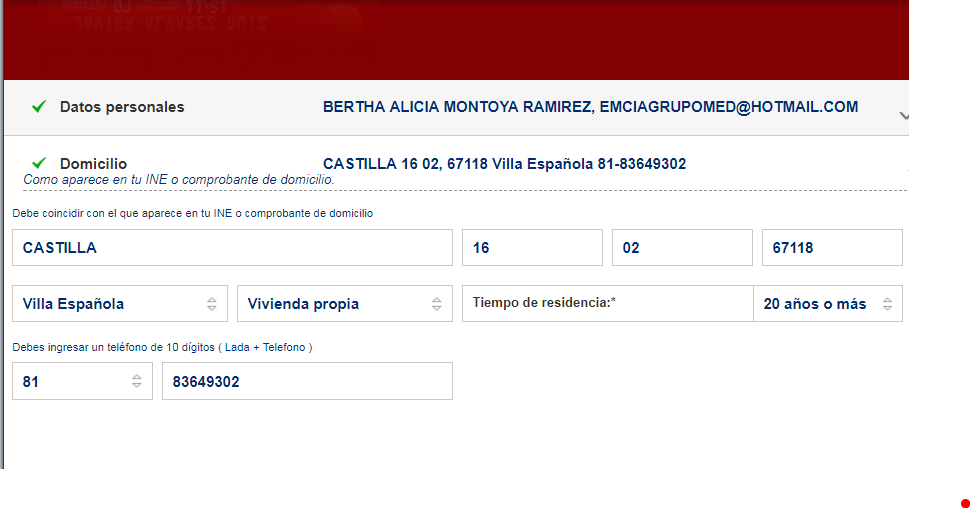 JAVIER ALVAREZ RUIZ
Datos personales BERTHA ALICIA MONTOYA RAMIREZ, EMCIAGRUPOMED@HOTMAIL.COM
Domicilio CASTILLA 16 02, 67118 Villa Española 81-83649302
Como aparece en tu INE o comprobante de domicilio.
Debe coincidir con el que aparece en tu INE o comprobante de domicilio
CASTILLA 16 02 67118
Villa Española Vivienda propia Tiempo de residencia:* 20 años o más
Debes ingresar un teléfono de 10 dígitos ( Lada + Telefono )
81 83649302